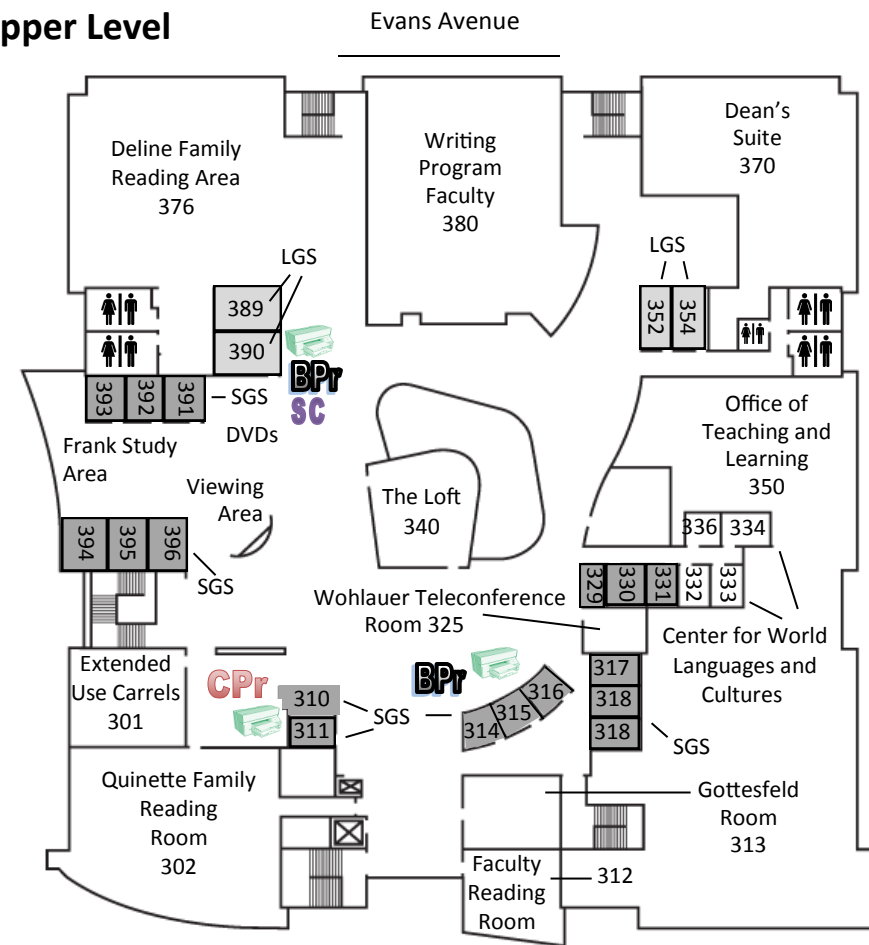 pper Level
Evans Avenue
Deline Family
Reading Area
376
Writing
Program
Faculty
380
Dean's
Suite
370
LGS
389
390
LGS
352
354
BPr
SC
393
392
391
SGS
DVDs
Frank Study
Area
Viewing
Area
The Loft
340
Office of
Teaching and
Learning
350
336
334
394
395
396
SGS
329
330
331
332
333
Wohlauer Teleconference
Room 325
Center for World
Languages and
Cultures
Extended
Use Carrels
301
CPr
310
311
SGS
BPr
314
315
316
317
318
318
SGS
Quinette Family
Reading
Room
302
Gottesfeld
Room
313
Faculty
Reading
Room
312